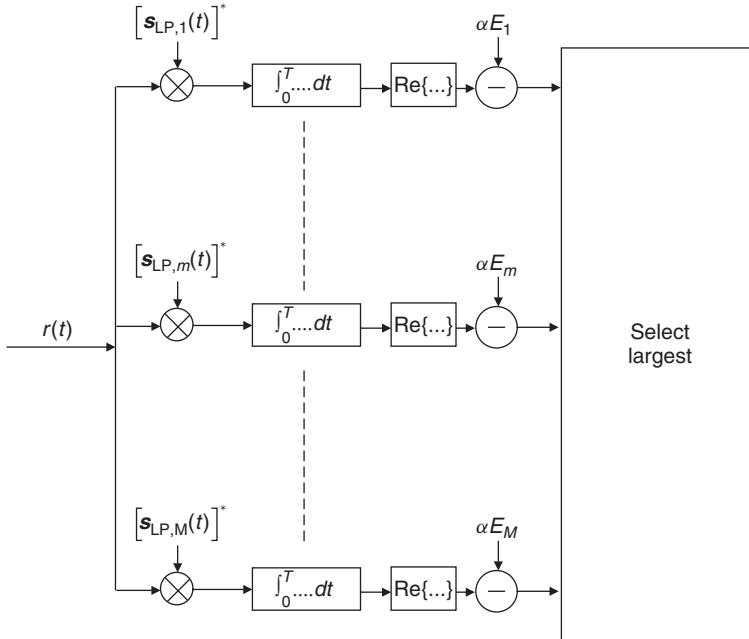 [s_LP,1(t)]*
αE_1
∫_0^T ....dt
Re{...}
−
[s_LP,m(t)]*
αE_m
r(t)
∫_0^T ....dt
Re{...}
−
Select
largest
[s_LP,M(t)]*
αE_M
∫_0^T ....dt
Re{...}
−